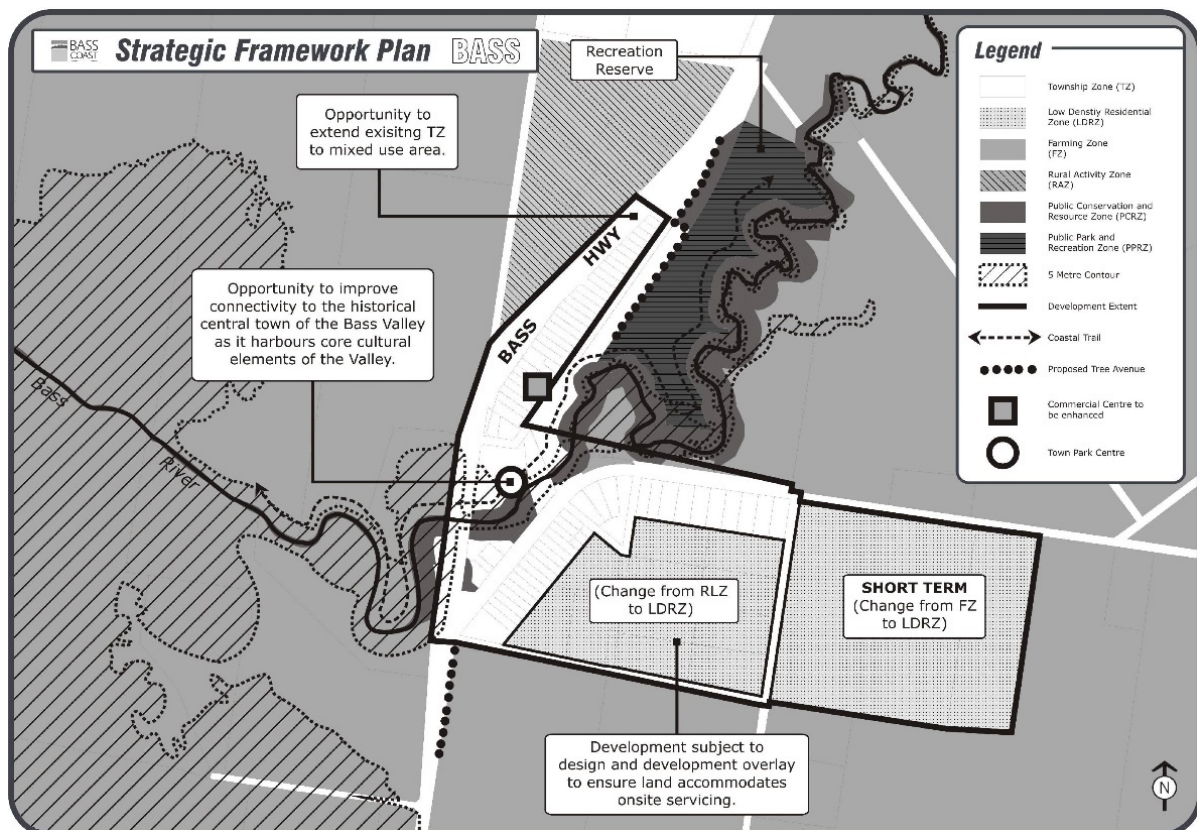 BASS
COAST
Strategic Framework Plan BASS
Recreation
Reserve
Opportunity to
extend exisitng TZ
to mixed use area.
Opportunity to improve
connectivity to the historical
central town of the Bass Valley
as it harbours core cultural
elements of the Valley.
BASS HWY
Bass River
(Change from RLZ
to LDRZ)
SHORT TERM
(Change from FZ
to LDRZ)
Development subject to
design and development overlay
to ensure land accommodates
onsite servicing.
N
Legend
Township Zone (TZ)
Low Denstiy Residential
Zone (LDRZ)
Farming Zone
(FZ)
Rural Activity Zone
(RAZ)
Public Conservation and
Resource Zone (PCRZ)
Public Park and
Recreation Zone (PPRZ)
5 Metre Contour
Development Extent
Coastal Trail
Proposed Tree Avenue
Commercial Centre to
be enhanced
Town Park Centre